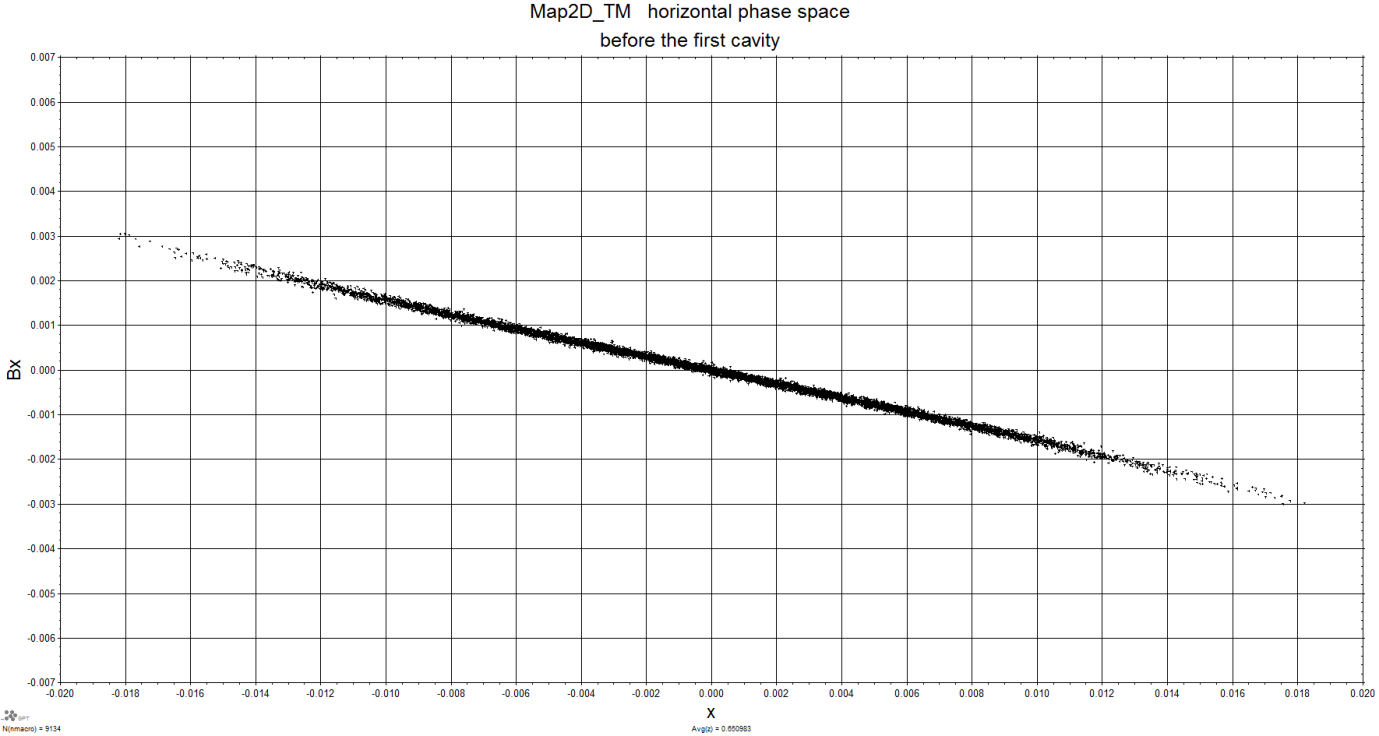 Map2D_TM horizontal phase space
before the first cavity
0.007
0.006
0.005
0.004
0.003
0.002
0.001
0.000
-0.001
-0.002
-0.003
-0.004
-0.005
-0.006
-0.007
Bx
-0.020 -0.018 -0.016 -0.014 -0.012 -0.010 -0.008 -0.006 -0.004 -0.002 0.000 0.002 0.004 0.006 0.008 0.010 0.012 0.014 0.016 0.018 0.020
x
GPT
N(nmacro) = 9134
Avg(z) = 0.650983